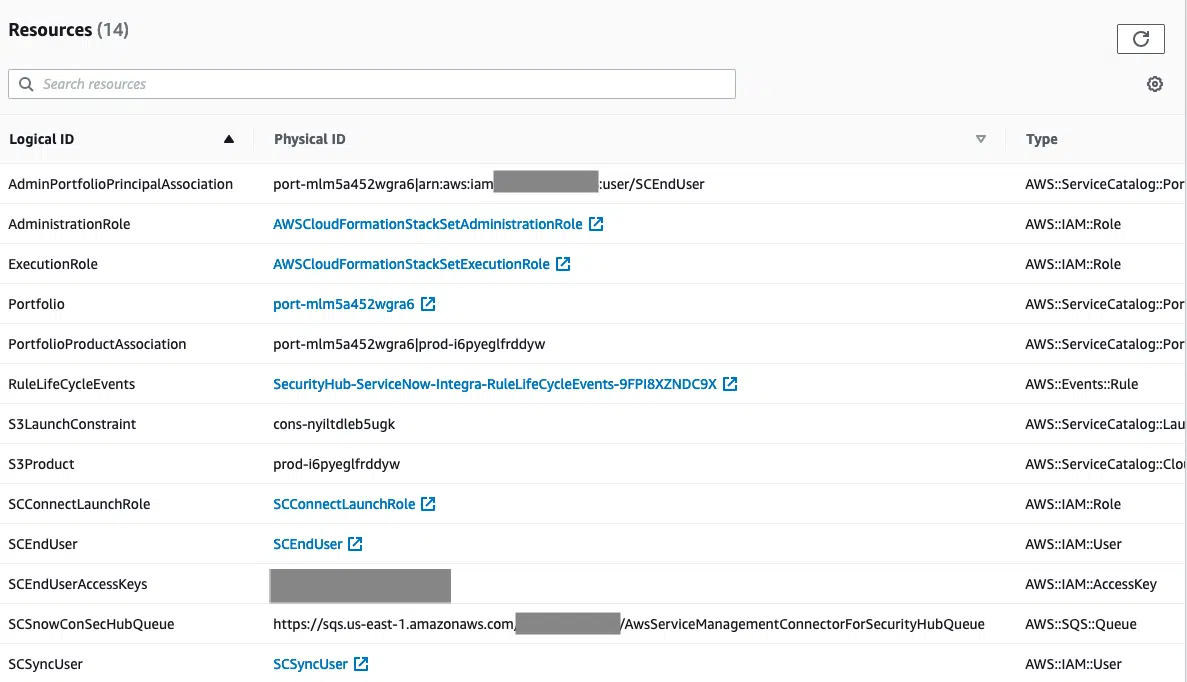 Resources (14)
Search resources
Logical ID Physical ID Type
AdminPortfolioPrincipalAssociation port-mlm5a452wgra6|arn:aws:iam :user/SCEndUser AWS::ServiceCatalog::Por
AdministrationRole AWSCloudFormationStackSetAdministrationRole AWS::IAM::Role
ExecutionRole AWSCloudFormationStackSetExecutionRole AWS::IAM::Role
Portfolio port-mlm5a452wgra6 AWS::ServiceCatalog::Por
PortfolioProductAssociation port-mlm5a452wgra6|prod-i6pyeglfrddyw AWS::ServiceCatalog::Por
RuleLifeCycleEvents SecurityHub-ServiceNow-Integra-RuleLifeCycleEvents-9FPI8XZNDC9X AWS::Events::Rule
S3LaunchConstraint cons-nyiltdleb5ugk AWS::ServiceCatalog::Lau
S3Product prod-i6pyeglfrddyw AWS::ServiceCatalog::Clou
SCConnectLaunchRole SCConnectLaunchRole AWS::IAM::Role
SCEndUser SCEndUser AWS::IAM::User
SCEndUserAccessKeys AWS::IAM::AccessKey
SCSnowConSecHubQueue https://sqs.us-east-1.amazonaws.com/ /AwsServiceManagementConnectorForSecurityHubQueue AWS::SQS::Queue
SCSyncUser SCSyncUser AWS::IAM::User